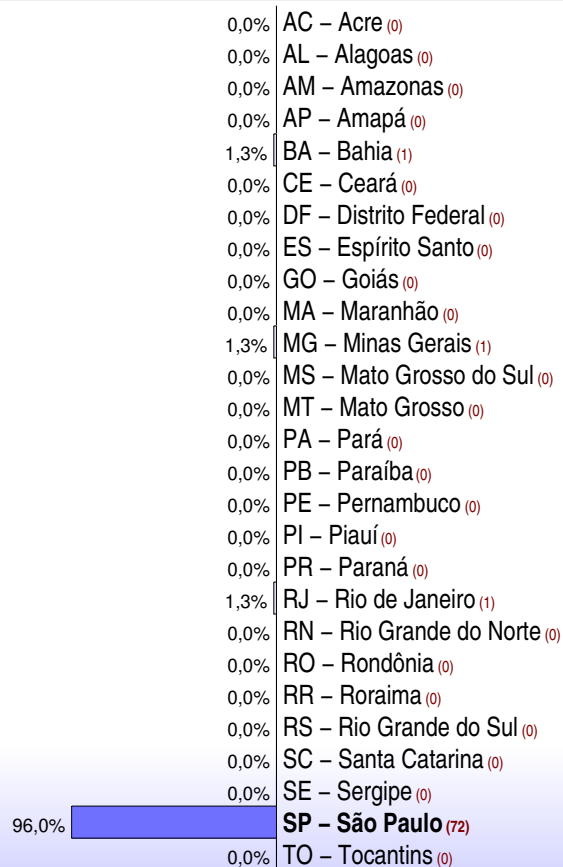 0,0% AC – Acre (0)
0,0% AL – Alagoas (0)
0,0% AM – Amazonas (0)
0,0% AP – Amapá (0)
1,3% BA – Bahia (1)
0,0% CE – Ceará (0)
0,0% DF – Distrito Federal (0)
0,0% ES – Espírito Santo (0)
0,0% GO – Goiás (0)
0,0% MA – Maranhão (0)
1,3% MG – Minas Gerais (1)
0,0% MS – Mato Grosso do Sul (0)
0,0% MT – Mato Grosso (0)
0,0% PA – Pará (0)
0,0% PB – Paraíba (0)
0,0% PE – Pernambuco (0)
0,0% PI – Piauí (0)
0,0% PR – Paraná (0)
1,3% RJ – Rio de Janeiro (1)
0,0% RN – Rio Grande do Norte (0)
0,0% RO – Rondônia (0)
0,0% RR – Roraima (0)
0,0% RS – Rio Grande do Sul (0)
0,0% SC – Santa Catarina (0)
0,0% SE – Sergipe (0)
96,0% SP – São Paulo (72)
0,0% TO – Tocantins (0)